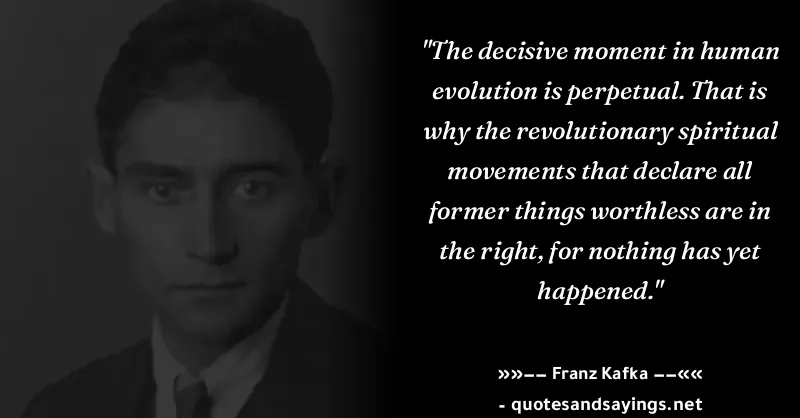 "The decisive moment in human
evolution is perpetual. That is
why the revolutionary spiritual
movements that declare all
former things worthless are in
the right, for nothing has yet
happened."
»»−− Franz Kafka −−««
- quotesandsayings.net